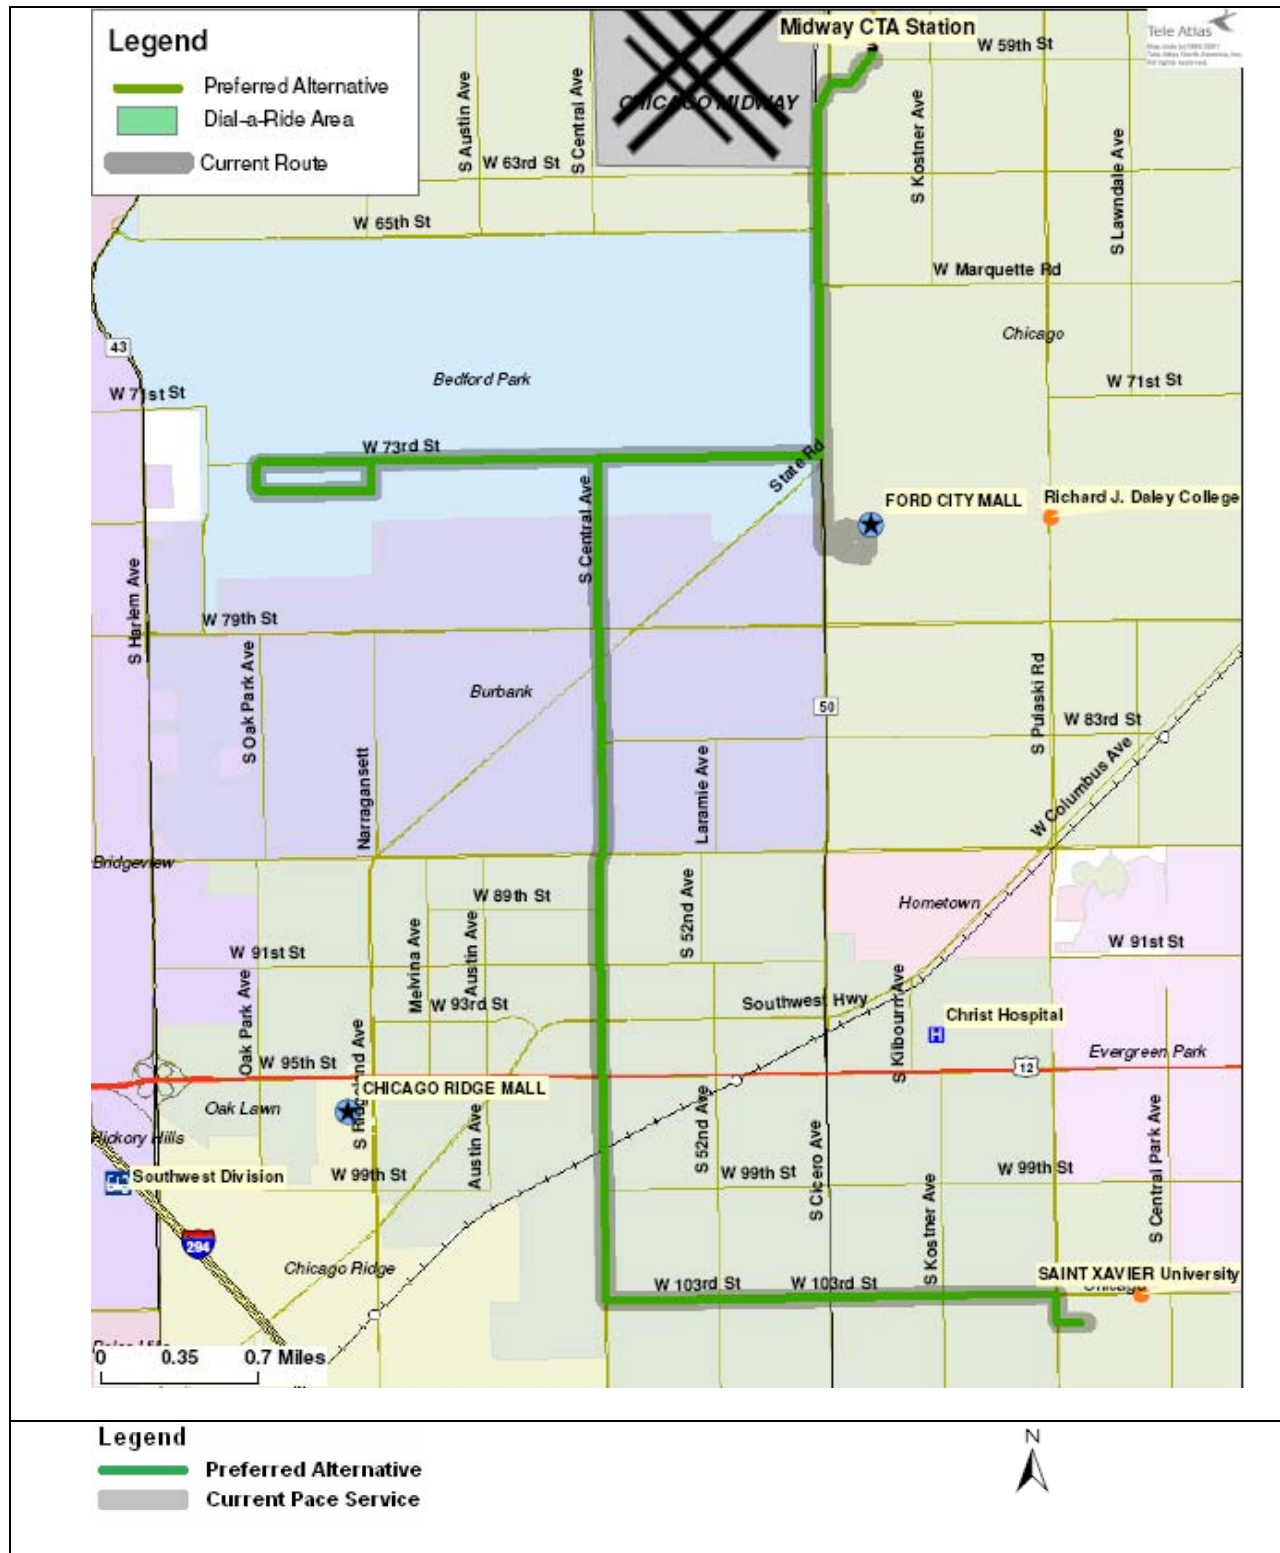 Legend
Preferred Alternative
Dial-a-Ride Area
Current Route
Midway CTA Station
Tele Atlas
W 59th St
CHICAGO MIDWAY
S Austin Ave
S Central Ave
S Kostner Ave
S Lawndale Ave
W 63rd St
W 65th St
W Marquette Rd
Chicago
43
Bedford Park
W 71st St
W 71st St
W 73rd St
State Rd
S Central Ave
FORD CITY MALL
Richard J. Daley College
S Harlem Ave
W 79th St
S Oak Park Ave
Burbank
50
S Pulaski Rd
W 83rd St
Narragansett
Laramie Ave
W Columbus Ave
Bridgeview
W 89th St
S 52nd Ave
Hometown
W 91st St
W 91st St
Melvina Ave
Austin Ave
Oak Park Ave
W 93rd St
Southwest Hwy
S Kilbourn Ave
Christ Hospital
H
W 95th St
S Ridgeland Ave
12
Evergreen Park
CHICAGO RIDGE MALL
Oak Lawn
Hickory Hills
Austin Ave
S 52nd Ave
S Cicero Ave
S Central Park Ave
Southwest Division
W 99th St
W 99th St
W 99th St
S Kostner Ave
294
Chicago Ridge
W 103rd St
W 103rd St
SAINT XAVIER University
Chicago
0 0.35 0.7 Miles
Legend
Preferred Alternative
Current Pace Service
N